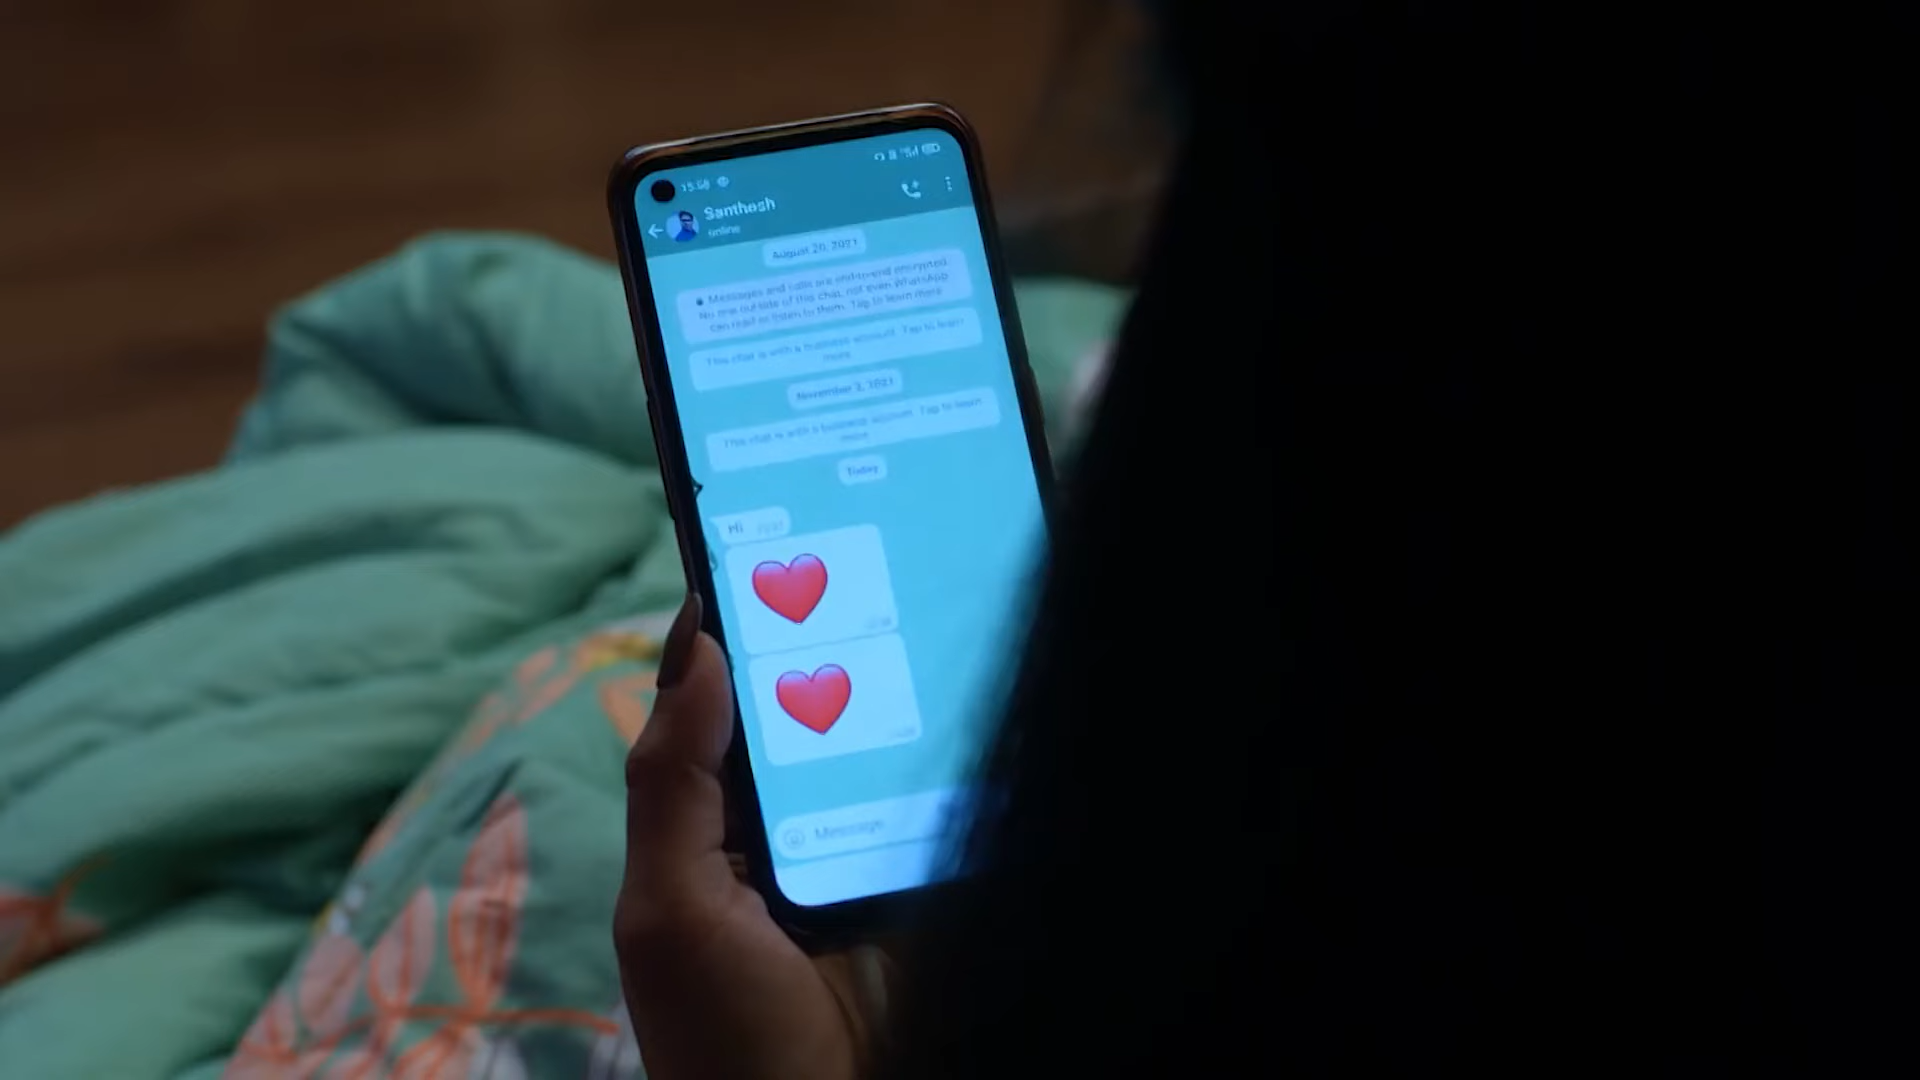 15:58
Santhosh
online
August 20, 2021
Messages and calls are end-to-end encrypted.
No one outside of this chat, not even WhatsApp
can read or listen to them. Tap to learn more
This chat is with a business account. Tap to learn
more
November 3, 2021
This chat is with a business account. Tap to learn
more
Today
Hi
Message